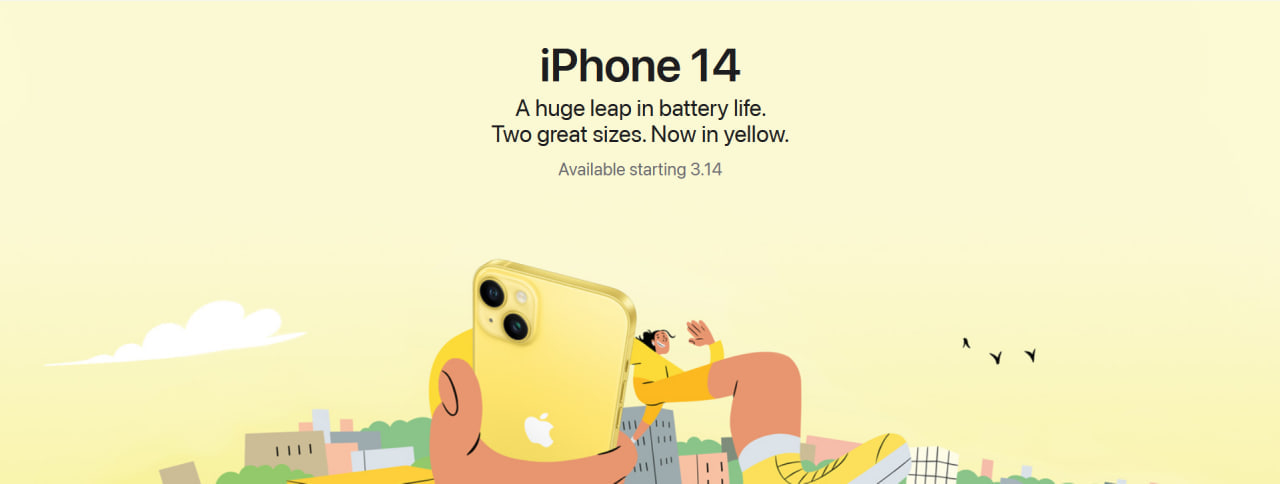 iPhone 14
A huge leap in battery life.
Two great sizes. Now in yellow.
Available starting 3.14